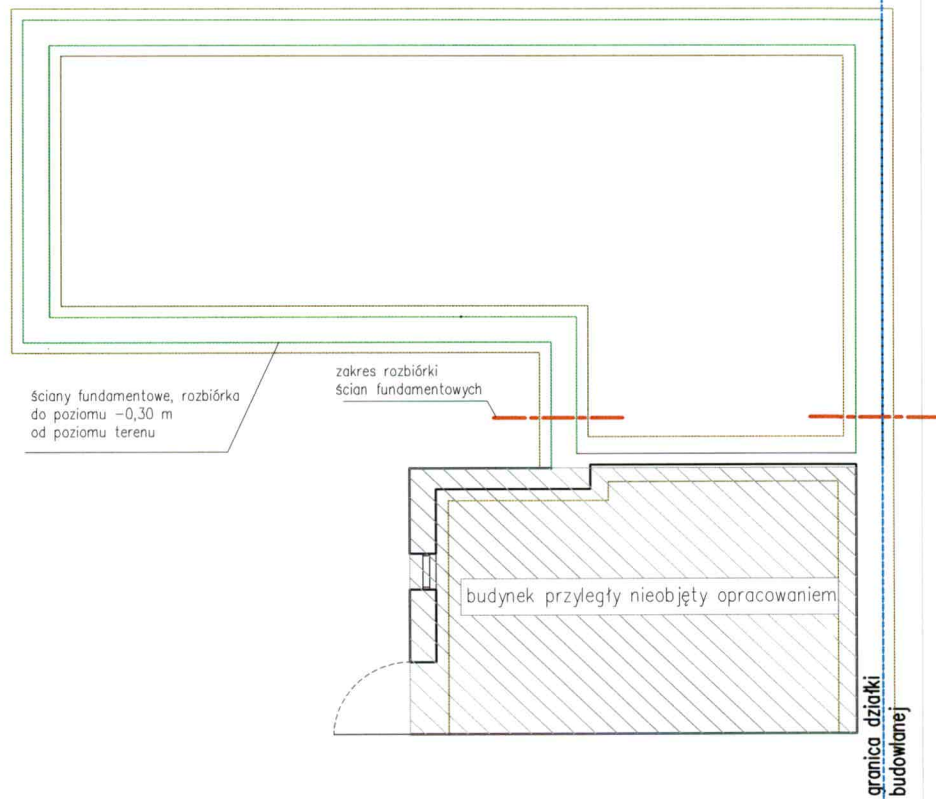 ściany fundamentowe, rozbiórka
do poziomu -0,30 m
od poziomu terenu
zakres rozbiórki
ścian fundamentowych
budynek przyległy nieobjęty opracowaniem
granica działki
budowlanej